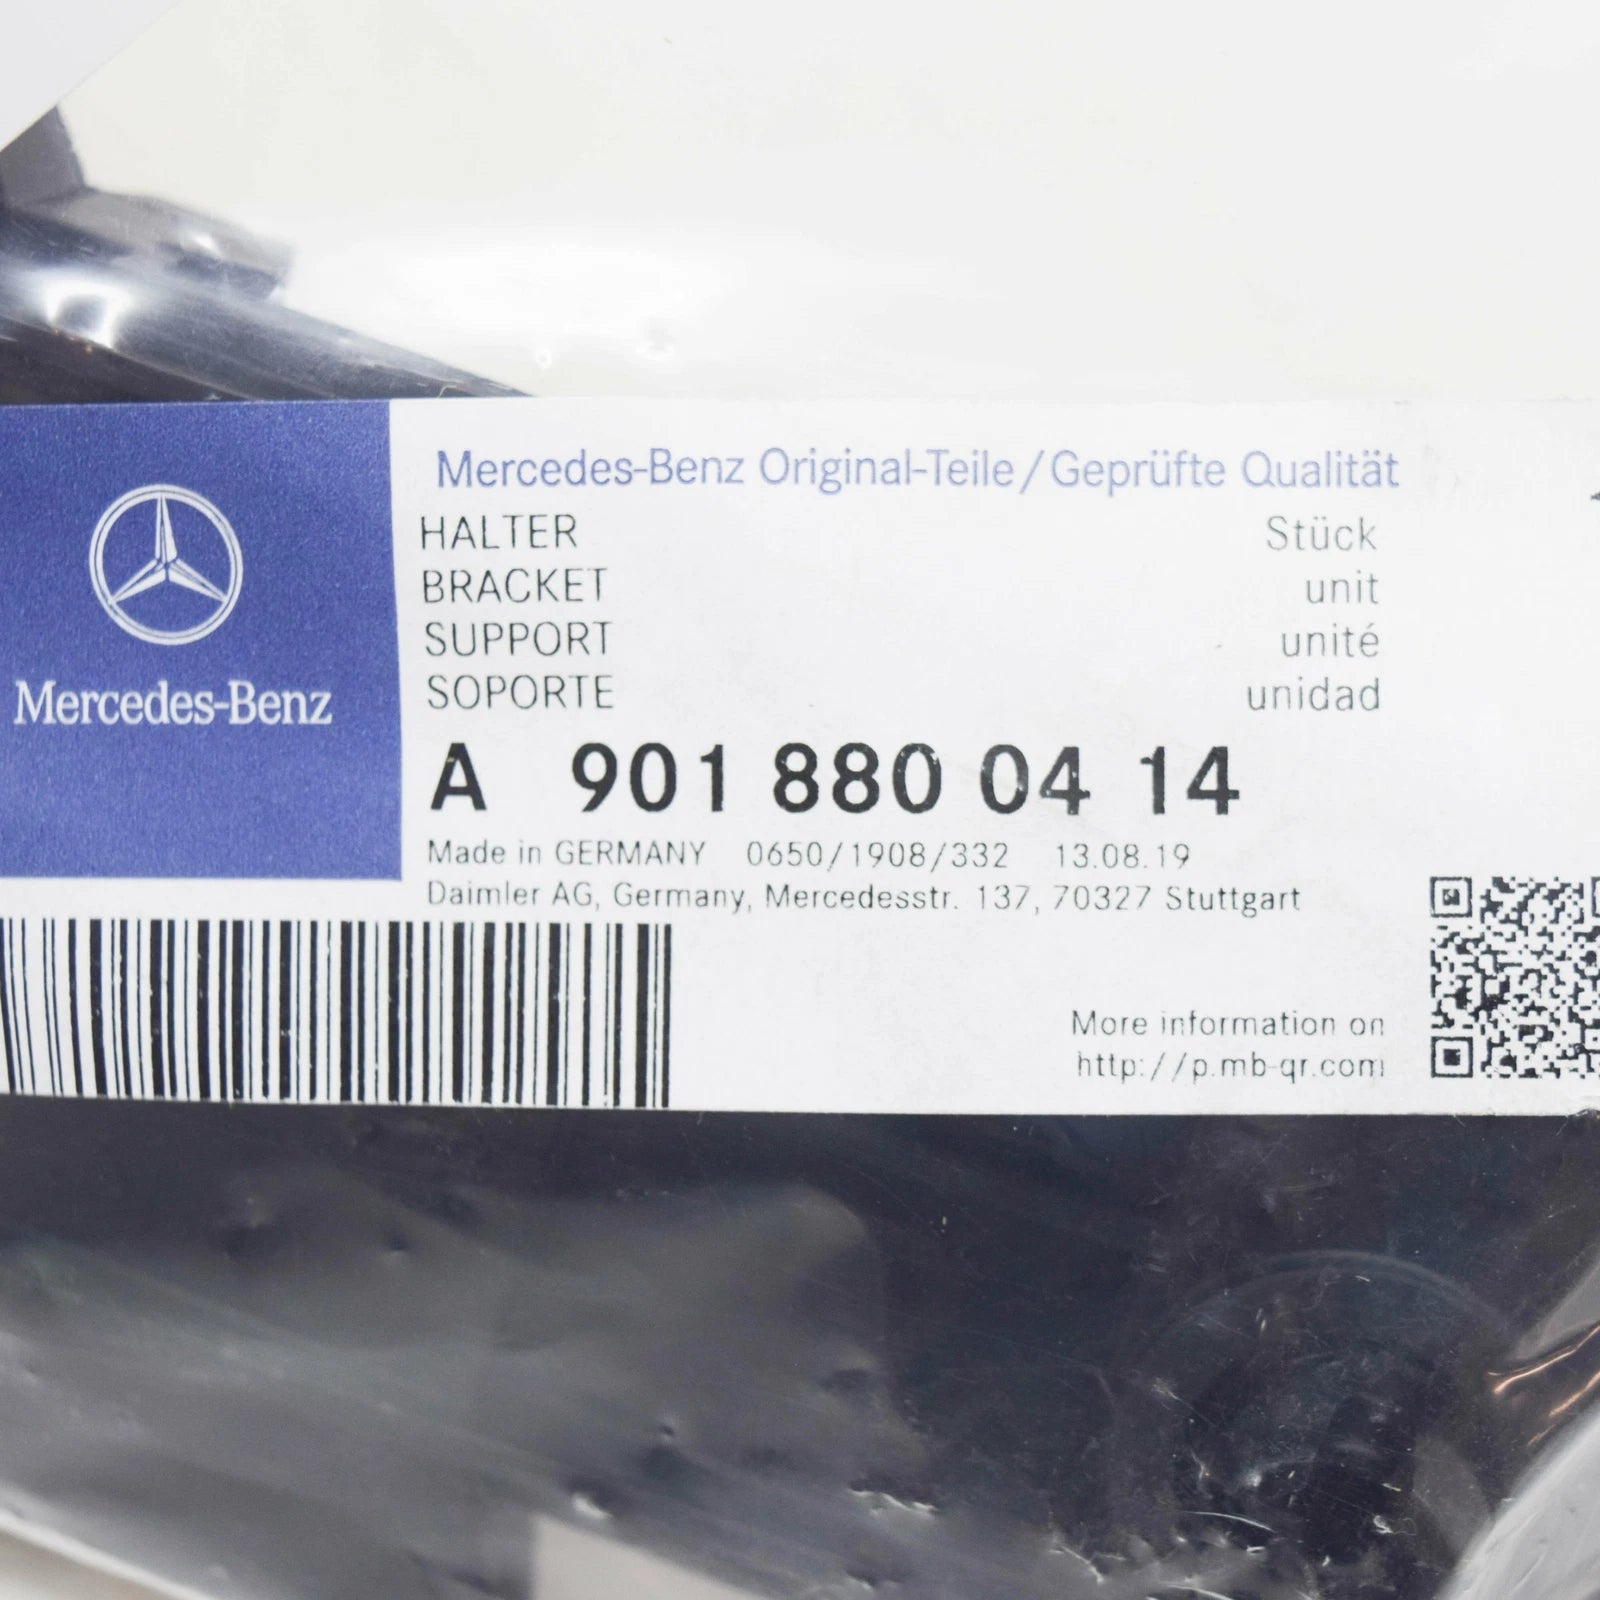 Mercedes-Benz
Mercedes-Benz Original-Teile/Geprüfte Qualität
HALTER Stück
BRACKET unit
SUPPORT unité
SOPORTE unidad
A 901 880 04 14
Made in GERMANY 0650/1908/332 13.08.19
Daimler AG, Germany, Mercedesstr. 137, 70327 Stuttgart
More information on
http://p.mb-qr.com